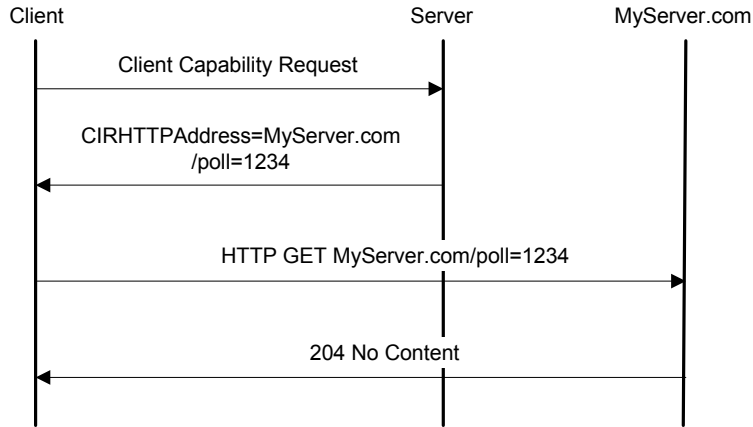 Client
Server
MyServer.com
Client Capability Request
CIRHTTPAddress=MyServer.com
/poll=1234
HTTP GET MyServer.com/poll=1234
204 No Content